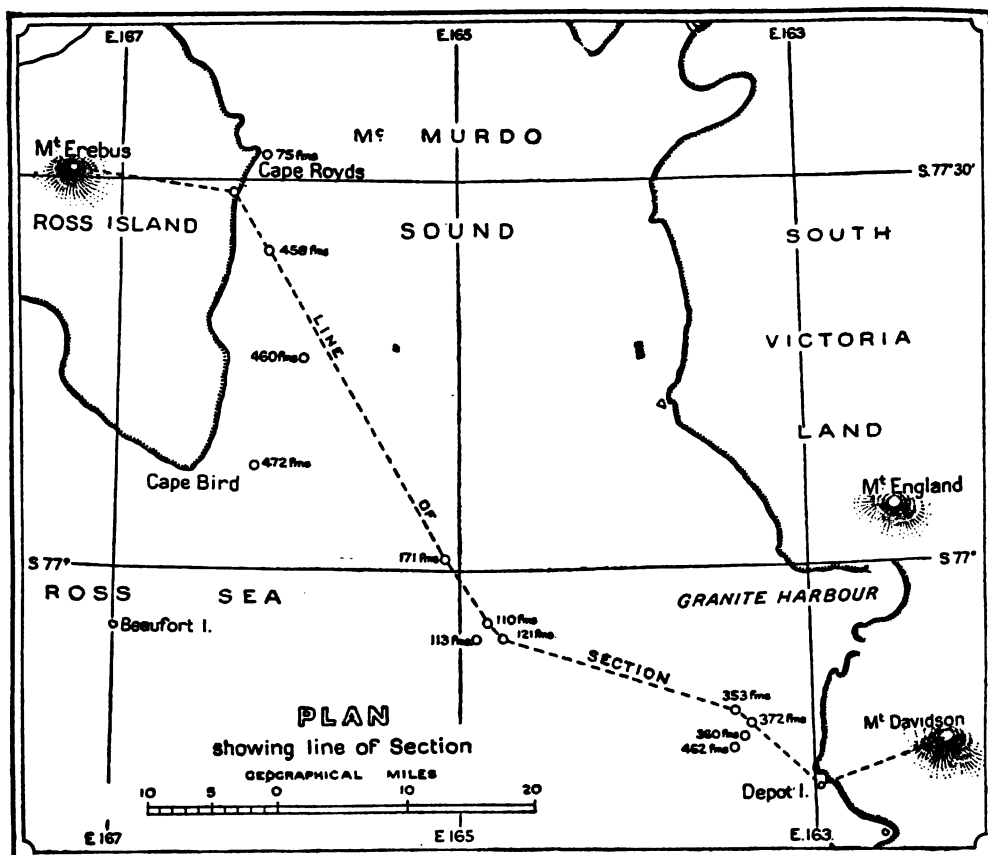 E.167 E.165 E.163
Mc MURDO
75 fms
Mt Erebus
Cape Royds
S.77°30'
ROSS ISLAND
SOUND
SOUTH
458 fms
LINE
VICTORIA
460 fms
LAND
472 fms
Cape Bird
Mt England
OF
171 fms
S 77° S 77°
ROSS SEA
GRANITE HARBOUR
Beaufort I.
110 fms
113 fms 121 fms.
SECTION
353 fms
372 fms
360 fms
462 fms
Mt Davidson
PLAN
showing line of Section
GEOGRAPHICAL MILES
10 5 0 10 20
Depot I.
E 167 E.165 E.163